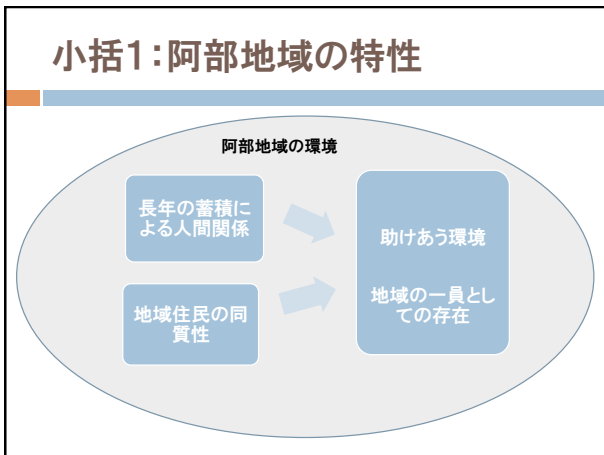 小括1：阿部地域の特性
阿部地域の環境
長年の蓄積に
よる人間関係
地域住民の同
質性
助けあう環境
地域の一員とし
ての存在